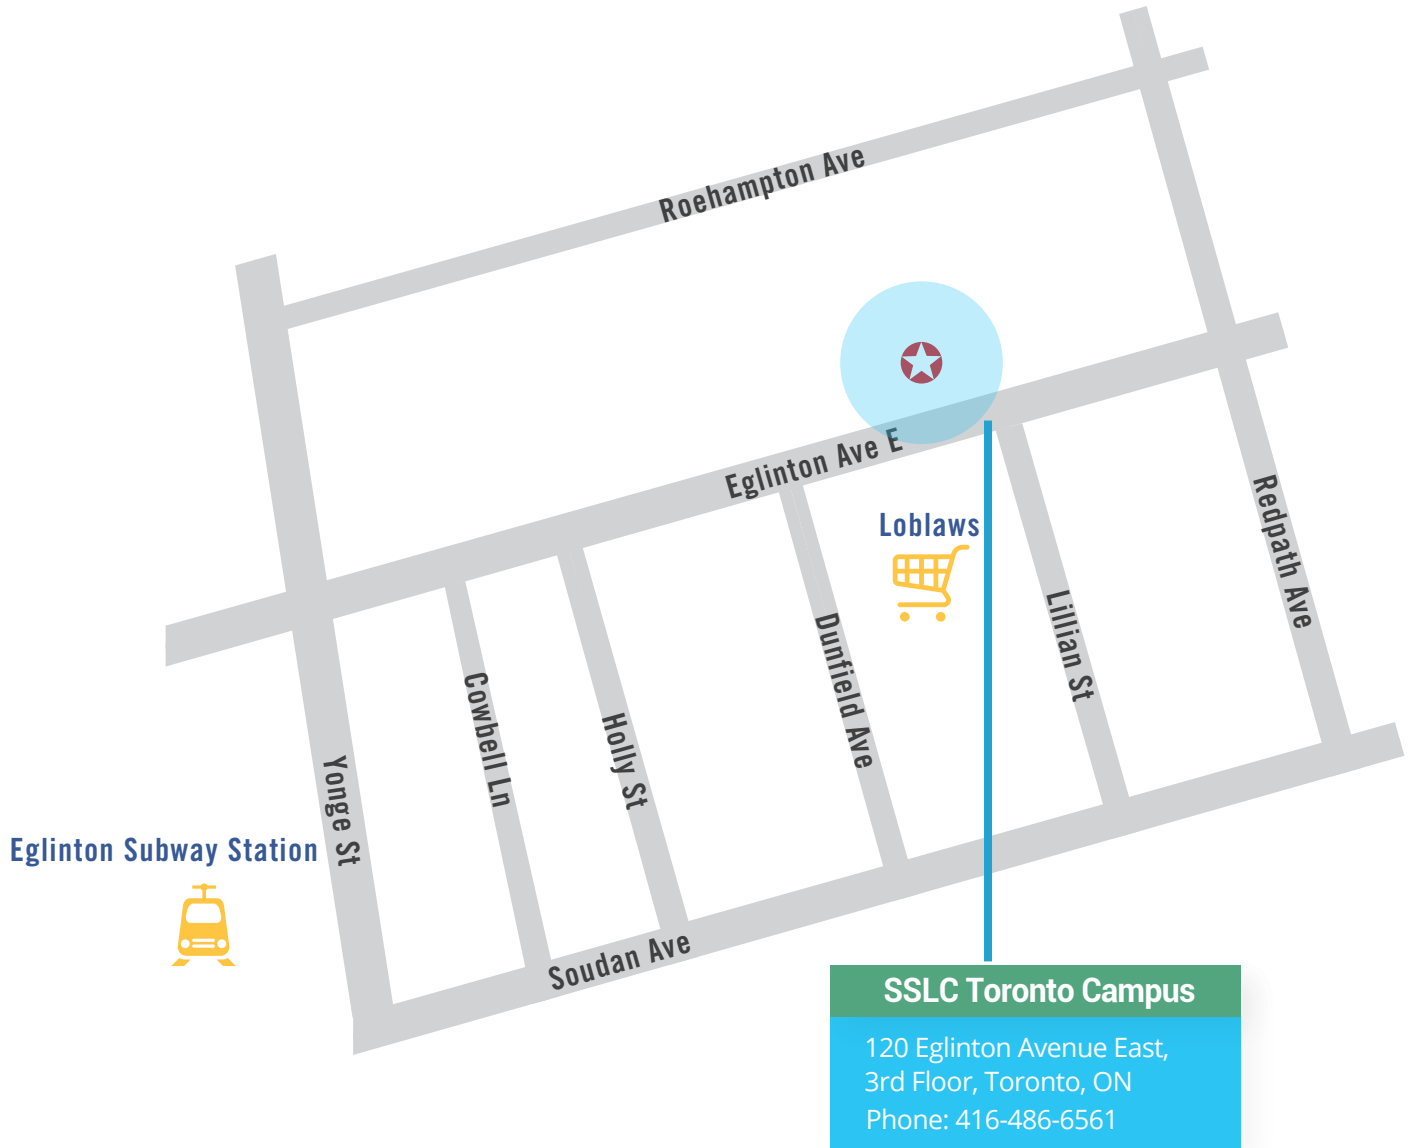 Roehampton Ave
Eglinton Ave E
Loblaws
Redpath Ave
Lillian St
Dunfield Ave
Cowbell Ln
Holly St
Yonge St
Eglinton Subway Station
Soudan Ave
SSLC Toronto Campus
120 Eglinton Avenue East,
3rd Floor, Toronto, ON
Phone: 416-486-6561